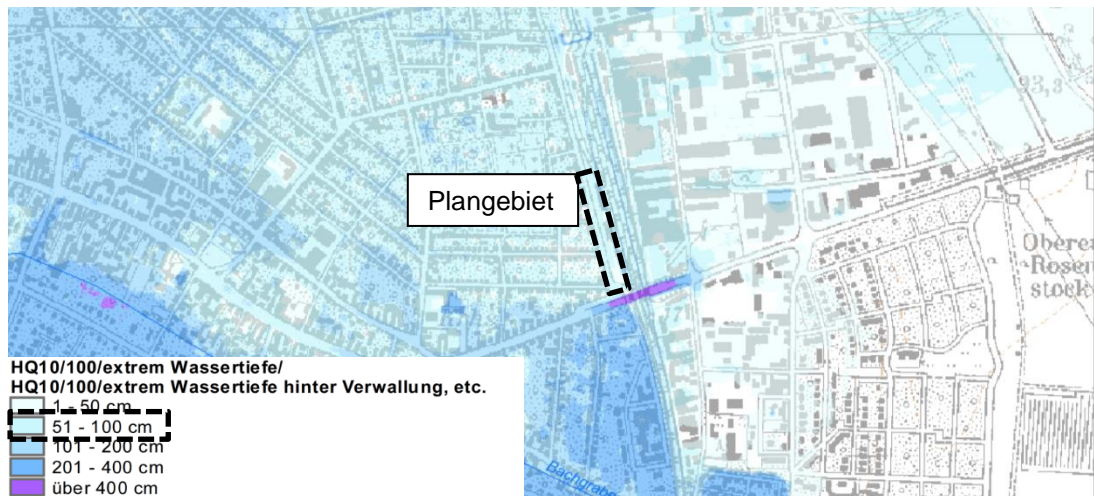 93,3
Plangebiet
Obere
Rosen
stock
HQ10/100/extrem Wassertiefe/
HQ10/100/extrem Wassertiefe hinter Verwallung, etc.
1 - 50 cm
51 - 100 cm
101 - 200 cm
201 - 400 cm
über 400 cm
Bachgrabe